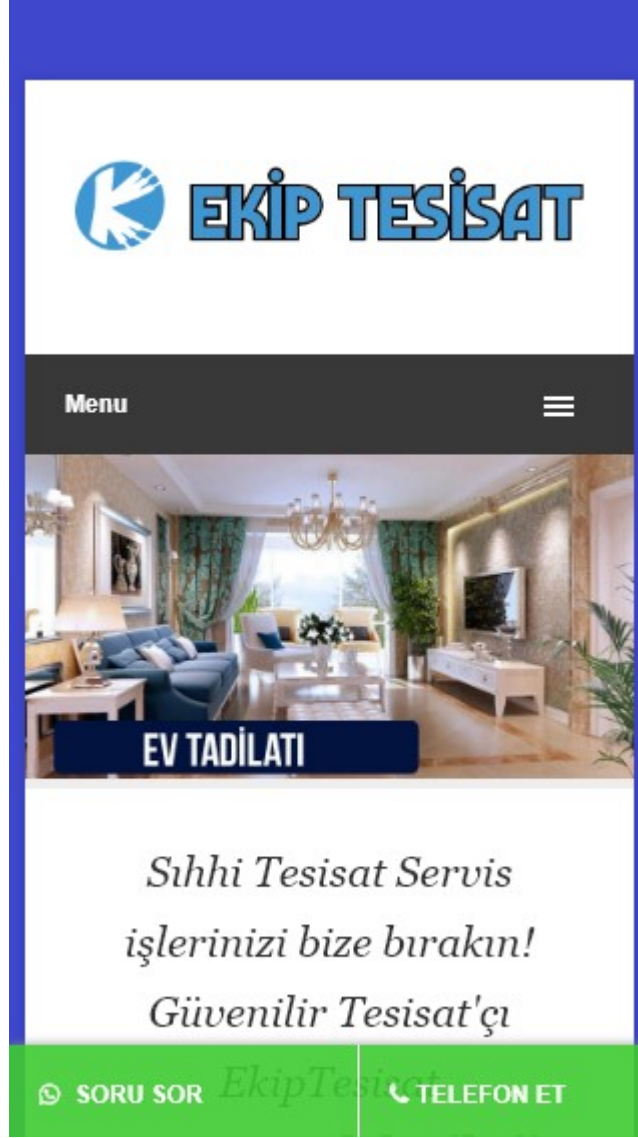 EKİP TESİSAT
Menu
EV TADİLATI
Sıhhi Tesisat Servis
işlerinizi bize bırakın!
Güvenilir Tesisat'çı
EkipTesisat
SORU SOR
TELEFON ET